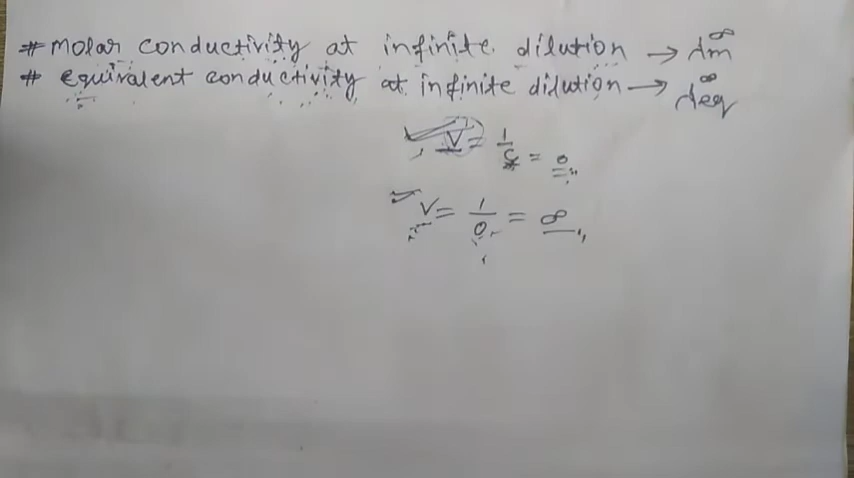 # molar conductivity at infinite dilution → Λm∞
# equivalent conductivity at infinite dilution → Λeq∞
V = 1/C = 0
V = 1/0 = ∞